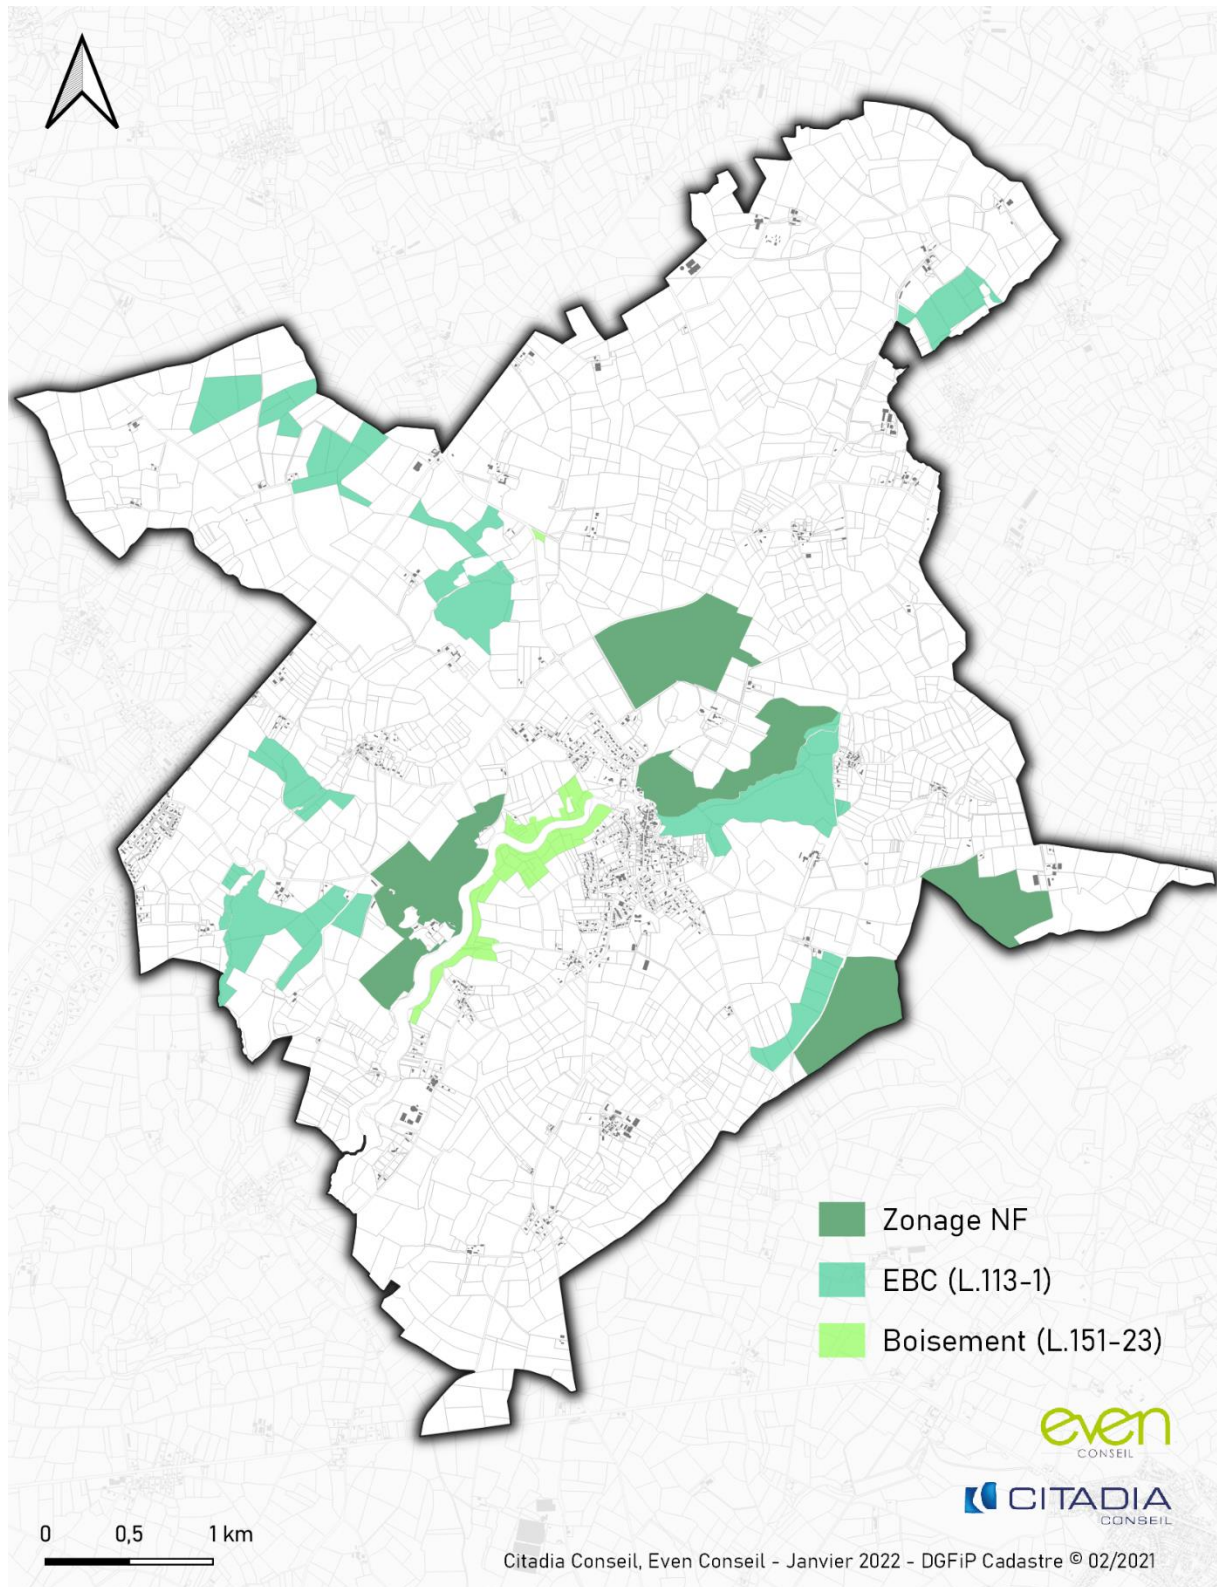 Zonage NF
EBC (L.113-1)
Boisement (L.151-23)
even
CONSEIL
CITADIA
CONSEIL
0 0,5 1 km
Citadia Conseil, Even Conseil - Janvier 2022 - DGFiP Cadastre © 02/2021